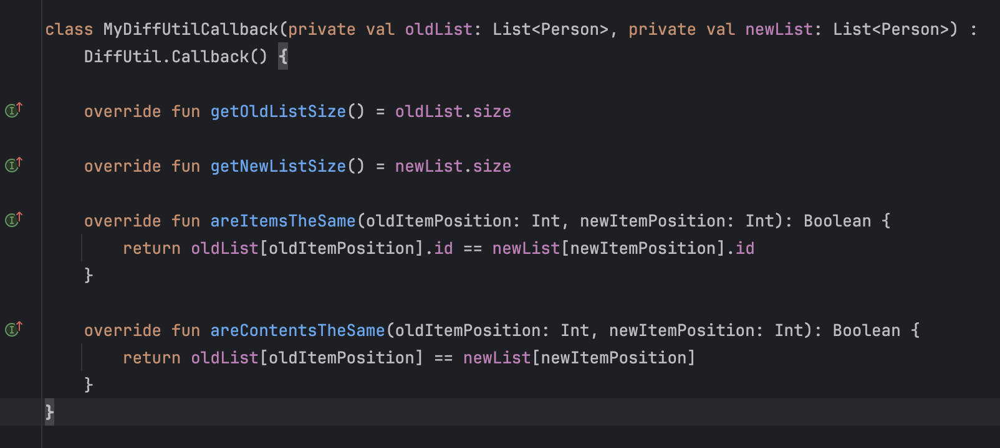 class MyDiffUtilCallback(private val oldList: List<Person>, private val newList: List<Person>) :
    DiffUtil.Callback() {
    override fun getOldListSize() = oldList.size
    override fun getNewListSize() = newList.size
    override fun areItemsTheSame(oldItemPosition: Int, newItemPosition: Int): Boolean {
        return oldList[oldItemPosition].id == newList[newItemPosition].id
    }
    override fun areContentsTheSame(oldItemPosition: Int, newItemPosition: Int): Boolean {
        return oldList[oldItemPosition] == newList[newItemPosition]
    }
}